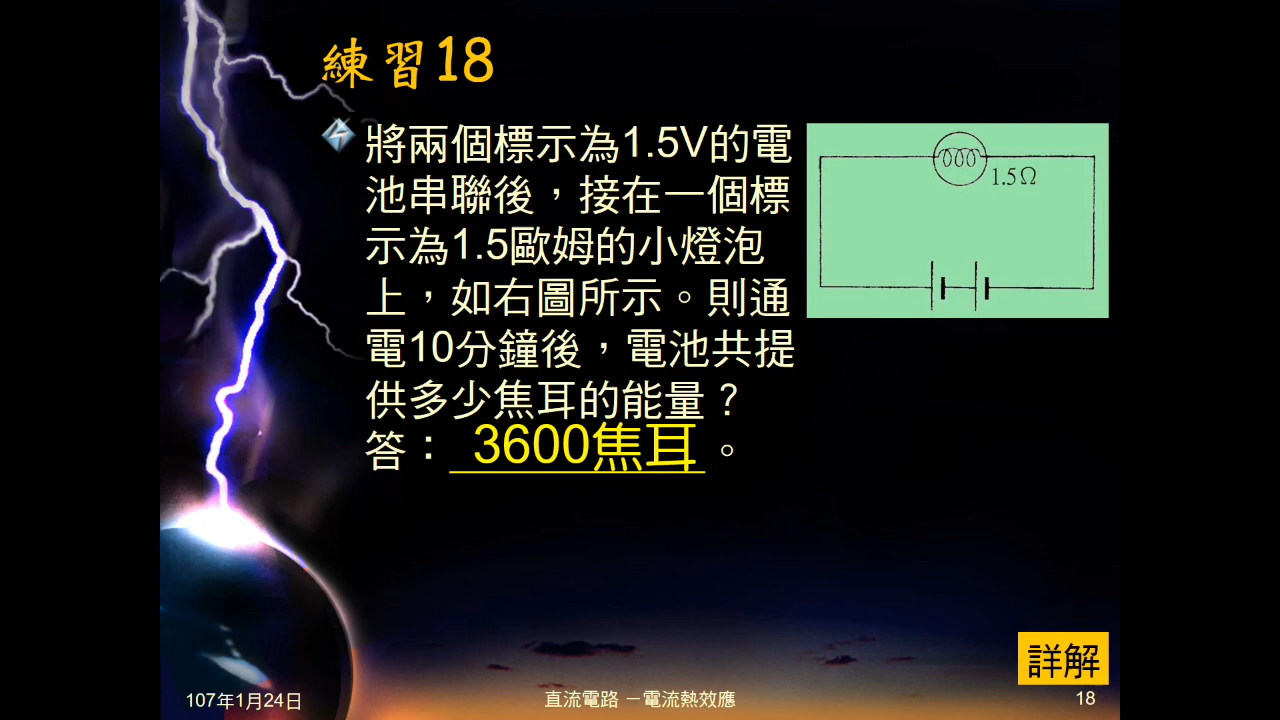 練習18
將兩個標示為1.5V的電
池串聯後，接在一個標
示為1.5歐姆的小燈泡
上，如右圖所示。則通
電10分鐘後，電池共提
供多少焦耳的能量？
答：3600焦耳。
1.5Ω
詳解
107年1月24日
直流電路 －電流熱效應
18